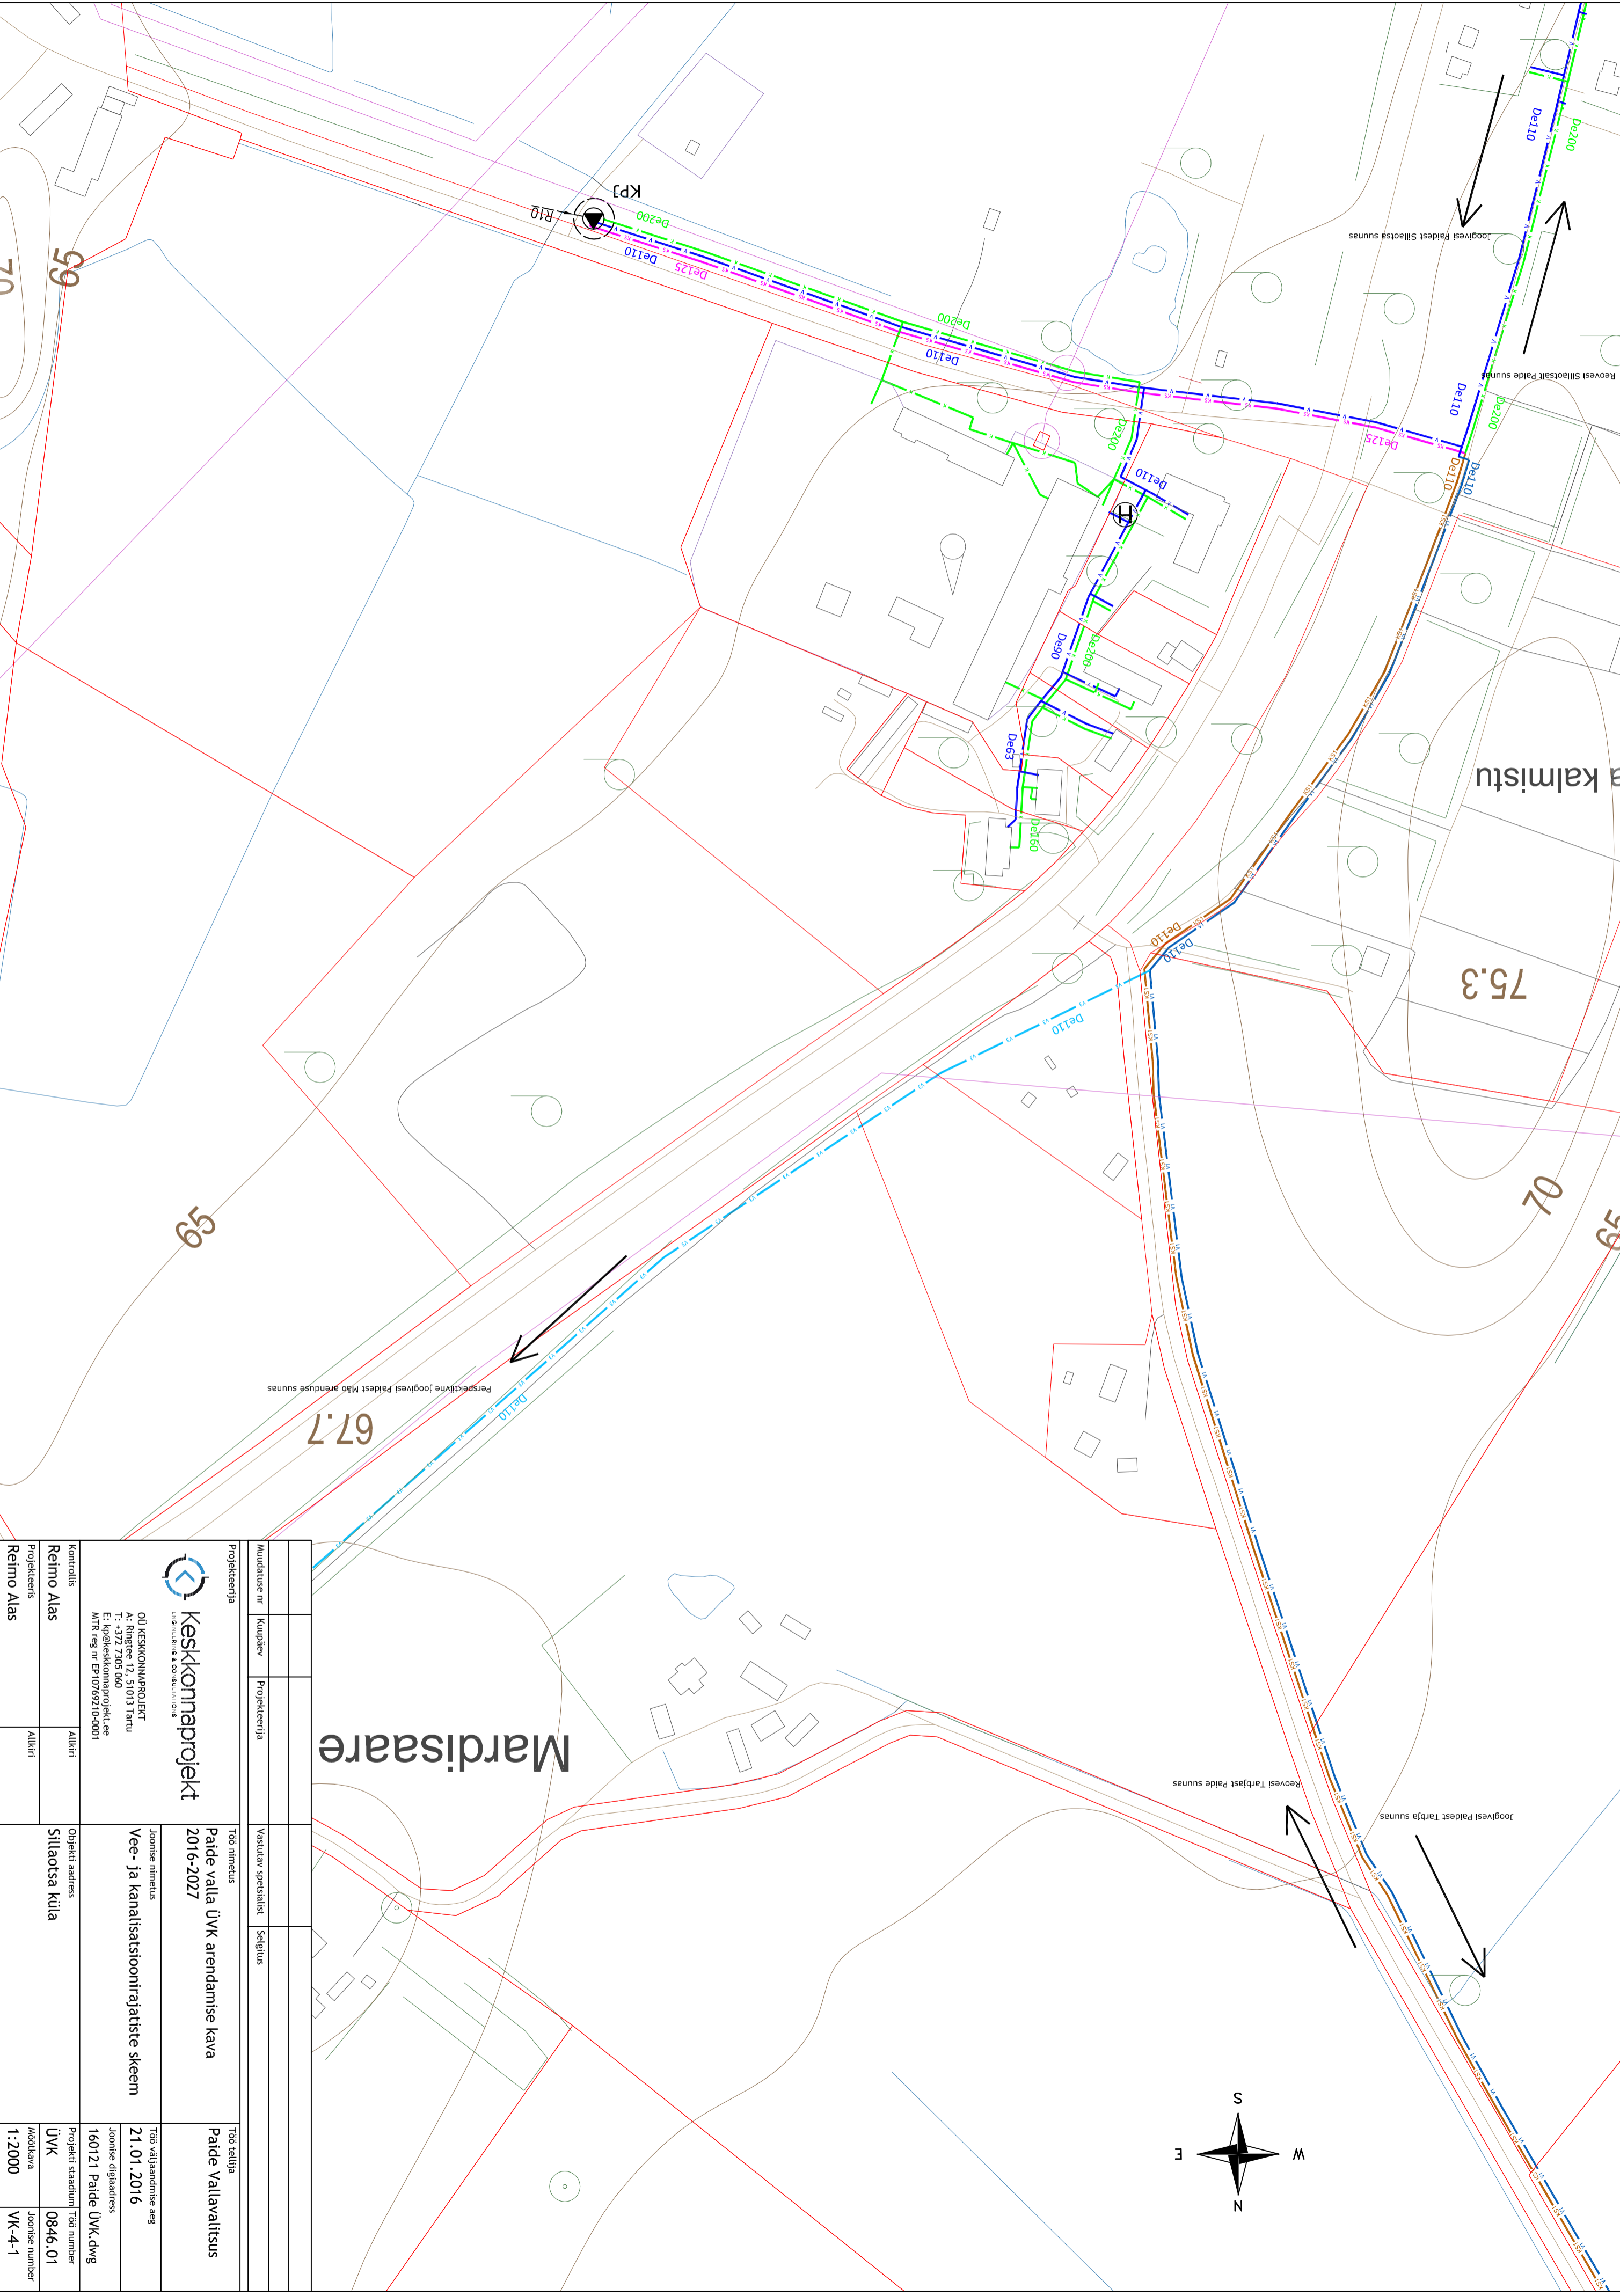 De110
De200
Joogivesi Paidest Sillaotsa suunas
Reovesi Sillaotsalt Paide suunas
De110
De200
KPJ
R10
De200
De110
De125
De200
De110
De200
De110
De125
De110
De110
H
De90
De200
De63
De160
65
70
a kalmistu
75.3
De110
De110
De110
70
65
65
Perspektiivne joogivesi Paidest Mäo arenduse suunas
67.7
De110
Mardisaare
Reovesi Tarbjast Paide suunas
Joogivesi Paidest Tarbja suunas
S
E
W
N
Muudatuse nr
Kuupäev
Projekteerija
Vastutav spetsialist
Selgitus
Projekteerija
Keskkonnaprojekt
ENGINEERING & CONSULTATIONS
OÜ KESKKONNAPROJEKT
A: Ringtee 12, 51013 Tartu
T: +372 7305 060
E: kp@keskkonnaprojekt.ee
MTR reg nr EP10769210-0001
Töö nimetus
Paide valla ÜVK arendamise kava
2016-2027
Töö tellija
Paide Vallavalitsus
Joonise nimetus
Vee- ja kanalisatsioonirajatiste skeem
Töö väljaandmise aeg
21.01.2016
Joonise digiaadress
160121 Paide ÜVK.dwg
Kontrollis
Reimo Alas
Allkiri
Objekti aadress
Sillaotsa küla
Projekti staadium
ÜVK
Töö number
0846.01
Projekteeris
Reimo Alas
Allkiri
Mõõtkava
1:2000
Joonise number
VK-4-1